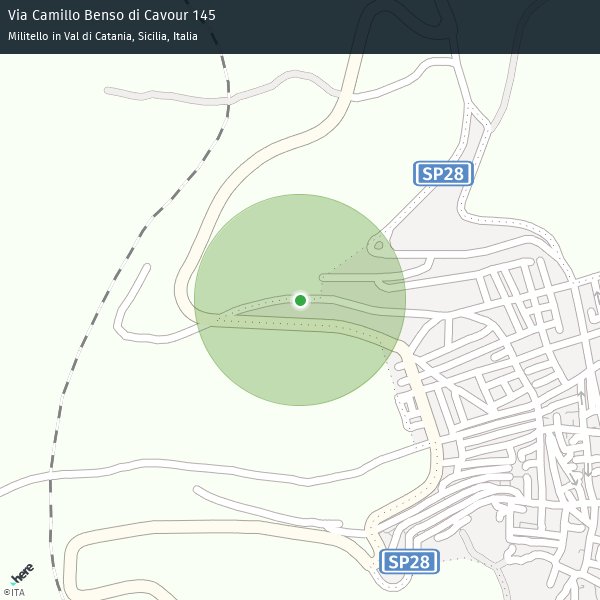 Via Camillo Benso di Cavour 145
Militello in Val di Catania, Sicilia, Italia
SP28
SP28
here
©ITA